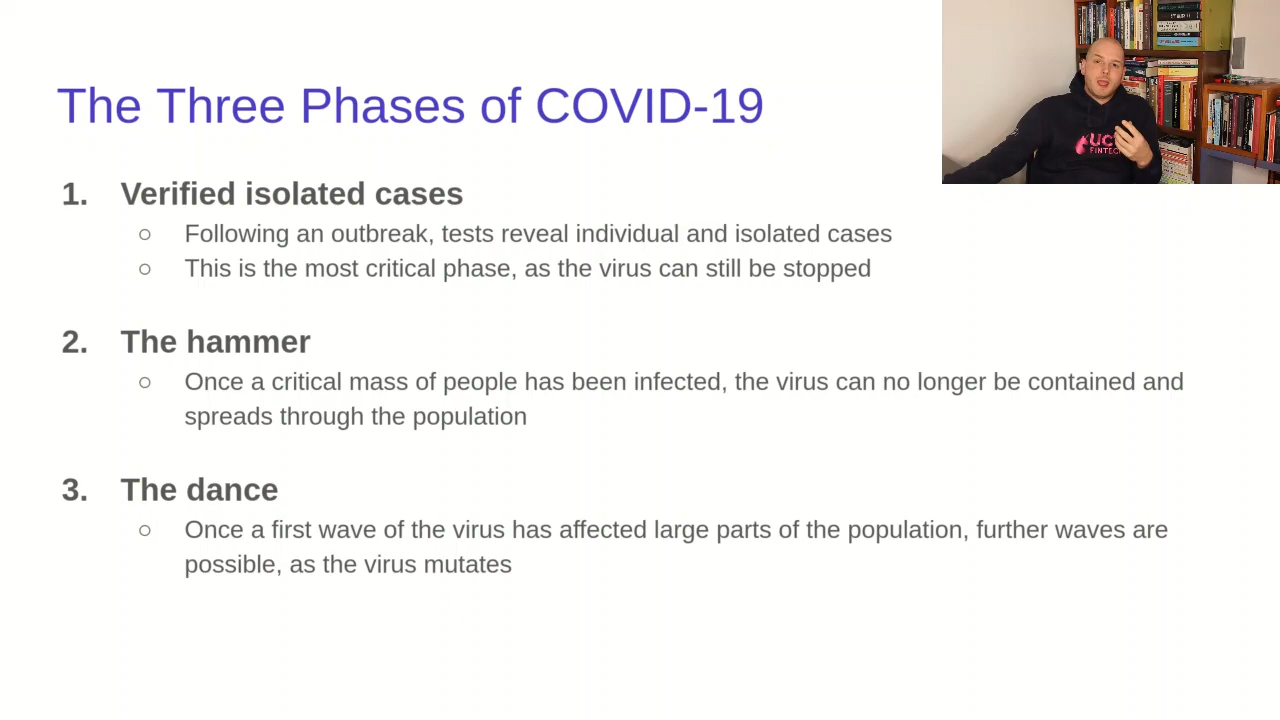 The Three Phases of COVID-19
1. Verified isolated cases
○ Following an outbreak, tests reveal individual and isolated cases
○ This is the most critical phase, as the virus can still be stopped
2. The hammer
○ Once a critical mass of people has been infected, the virus can no longer be contained and
spreads through the population
3. The dance
○ Once a first wave of the virus has affected large parts of the population, further waves are
possible, as the virus mutates
UCT
FINTECH